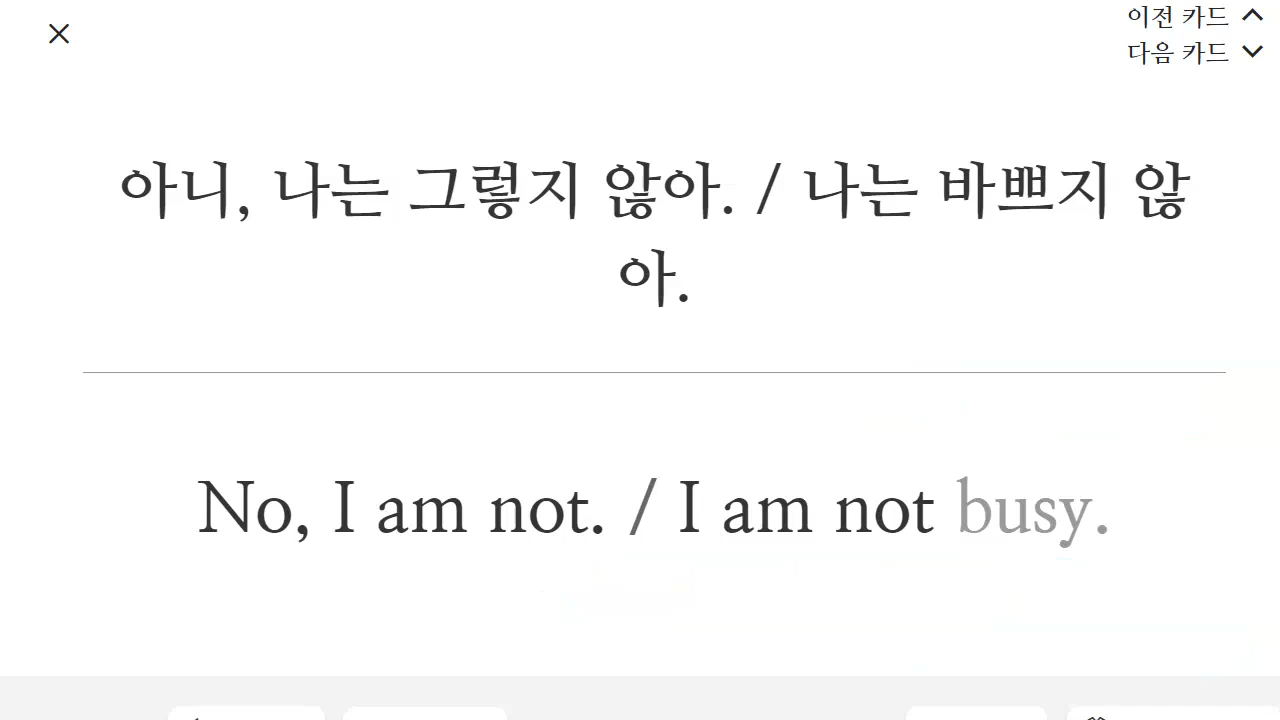 이전 카드
다음 카드
아니, 나는 그렇지 않아. / 나는 바쁘지 않
아.
No, I am not. / I am not busy.